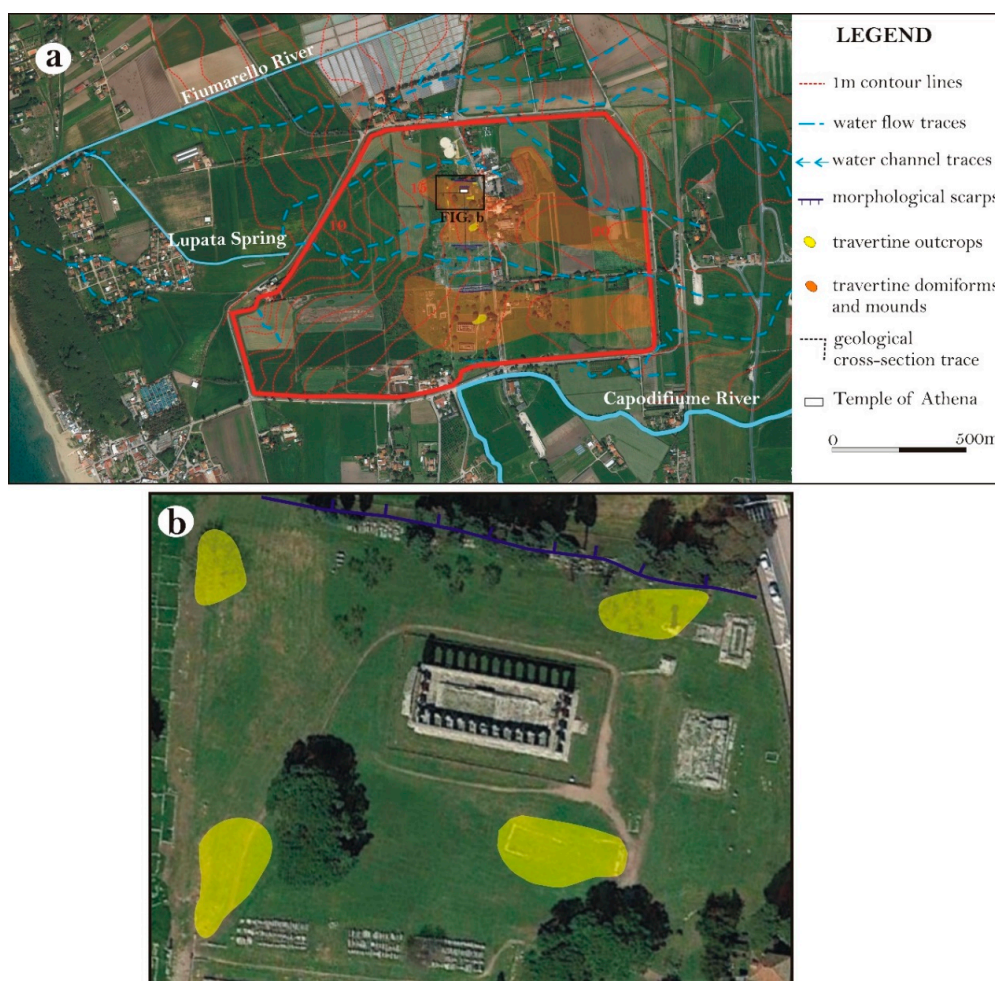 a
Fiumarello River
Lupata Spring
10
10
FIG. b
Capodifiume River
LEGEND
1m contour lines
water flow traces
water channel traces
morphological scarps
travertine outcrops
travertine domiforms
and mounds
geological
cross-section trace
Temple of Athena
0 500m
b